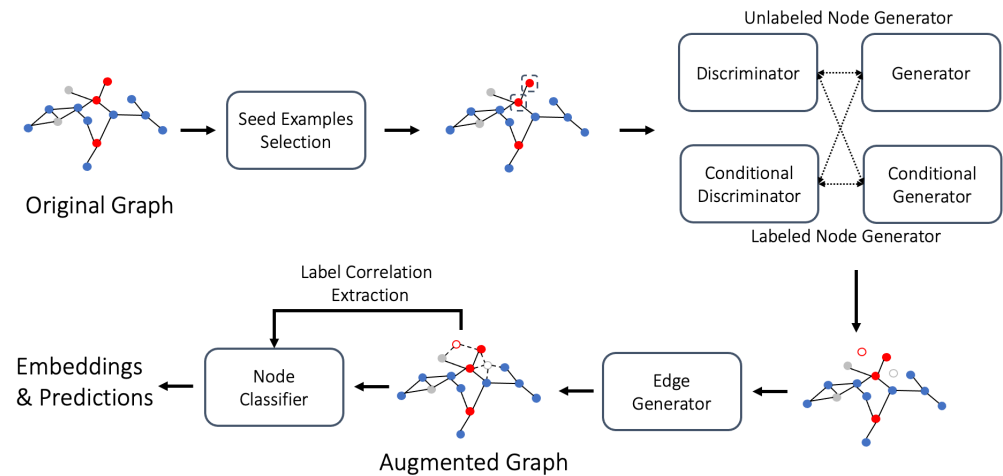 Unlabeled Node Generator
Discriminator
Generator
Seed Examples
Selection
Original Graph
Conditional
Discriminator
Conditional
Generator
Labeled Node Generator
Label Correlation
Extraction
Embeddings
& Predictions
Node
Classifier
Edge
Generator
Augmented Graph